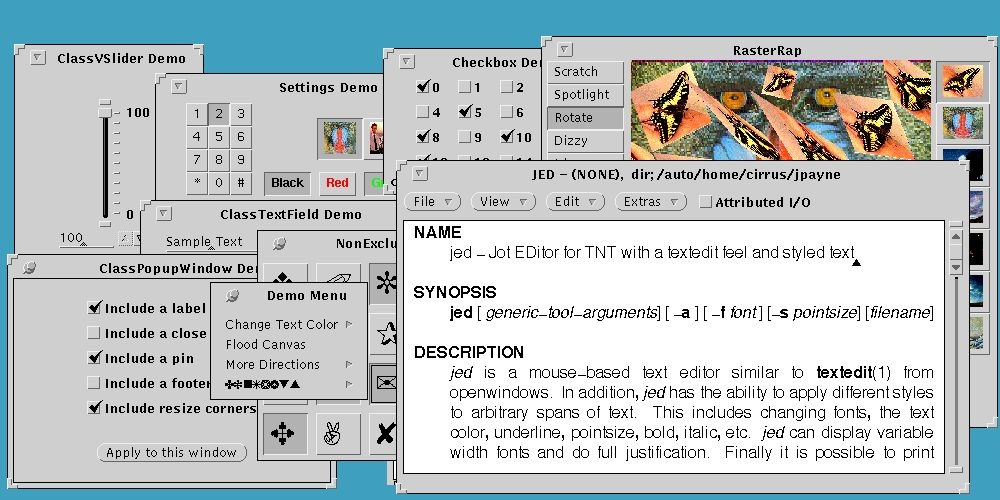 ClassVSlider Demo
100
0
100
Settings Demo
1 2 3
4 5 6
7 8 9
* 0 #
Black Red
Checkbox
0 1 2
4 5 6
8 9 10
RasterRap
Scratch
Spotlight
Rotate
Dizzy
ClassTextField Demo
Sample Text
ClassPopupWindow
Include a label
Include a close
Include a pin
Include a footer
Include resize corners
Apply to this window
Demo Menu
Change Text Color
Flood Canvas
More Directions
JED – (NONE), dir; /auto/home/cirrus/jpayne
File View Edit Extras Attributed I/O
NAME
jed – Jot EDitor for TNT with a textedit feel and styled text
SYNOPSIS
jed [ generic–tool–arguments] [ –a ] [ –f font ] [–s pointsize] [filename]
DESCRIPTION
jed is a mouse–based text editor similar to textedit(1) from
openwindows. In addition, jed has the ability to apply different styles
to arbitrary spans of text. This includes changing fonts, the text
color, underline, pointsize, bold, italic, etc. jed can display variable
width fonts and do full justification. Finally it is possible to print